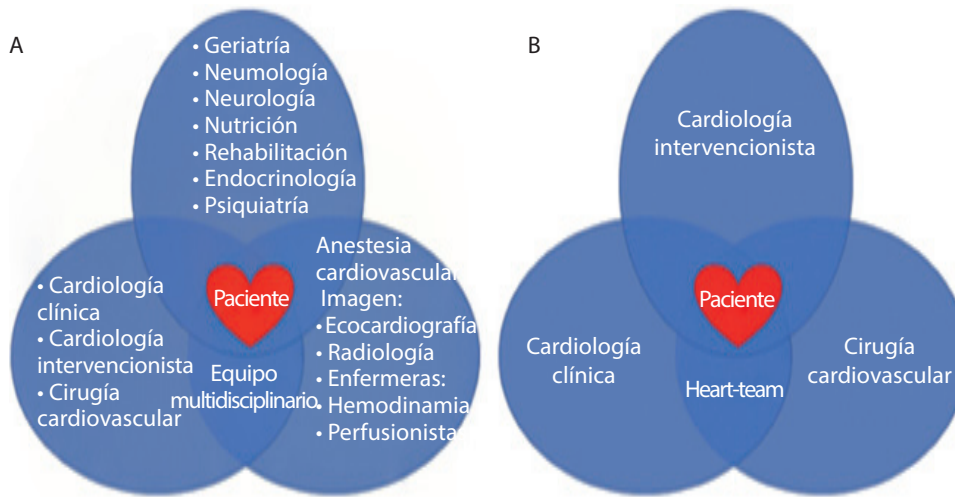 A
• Geriatría
• Neumología
• Neurología
• Nutrición
• Rehabilitación
• Endocrinología
• Psiquiatría
• Cardiología
clínica
• Cardiología
intervencionista
• Cirugía
cardiovascular
Paciente
Equipo
multidisciplinario
Anestesia
cardiovascular
Imagen:
• Ecocardiografía
• Radiología
• Enfermeras:
• Hemodinamia
• Perfusionista
B
Cardiología
intervencionista
Cardiología
clínica
Paciente
Heart-team
Cirugía
cardiovascular